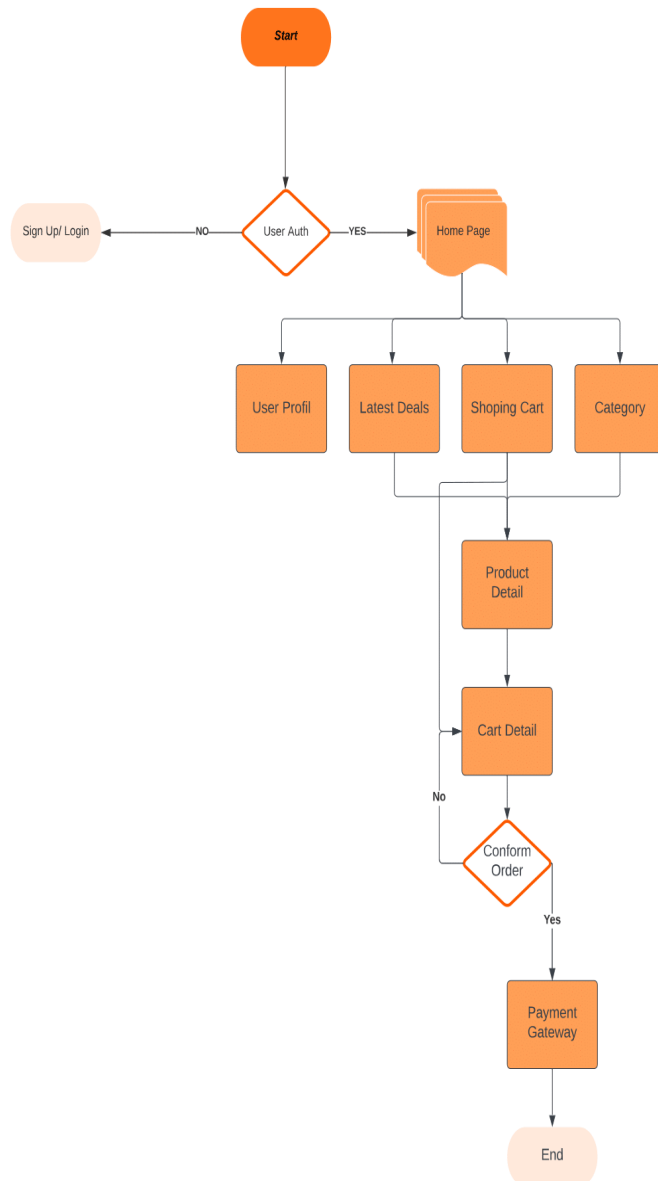 Start
Sign Up/ Login
NO
User Auth
YES
Home Page
User Profil
Latest Deals
Shoping Cart
Category
Product
Detail
Cart Detail
No
Conform
Order
Yes
Payment
Gateway
End